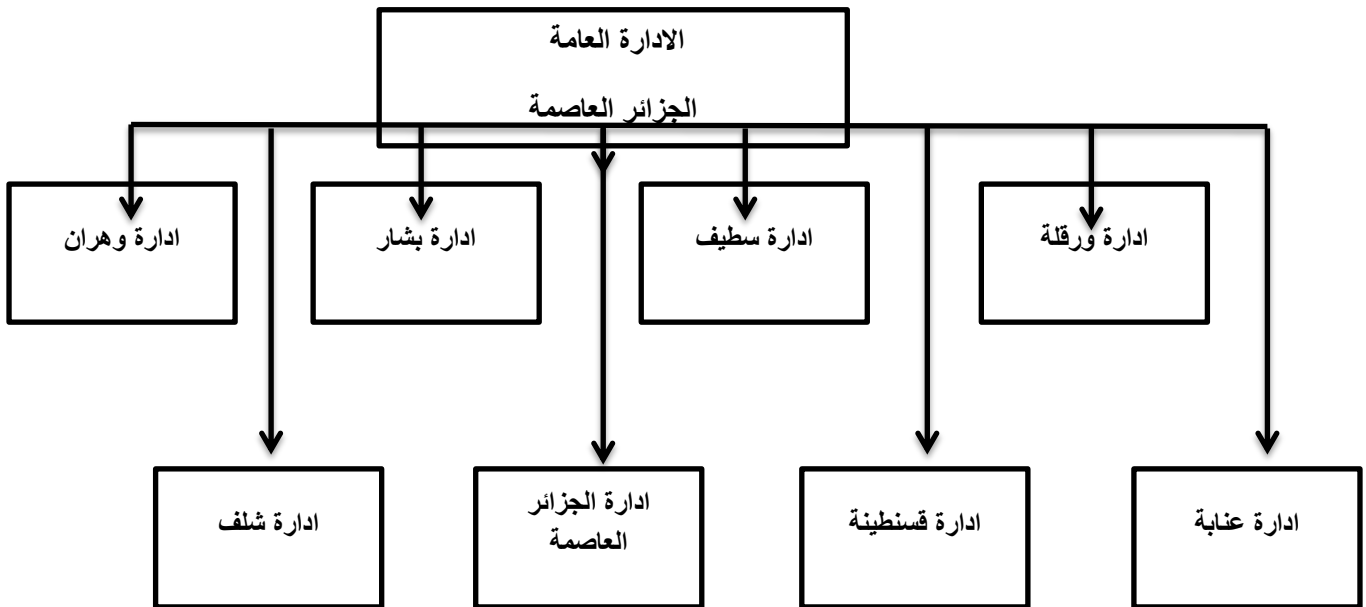 الادارة العامة
الجزائر العاصمة
ادارة ورقلة
ادارة سطيف
ادارة بشار
ادارة وهران
ادارة عنابة
ادارة قسنطينة
ادارة الجزائر
العاصمة
ادارة شلف